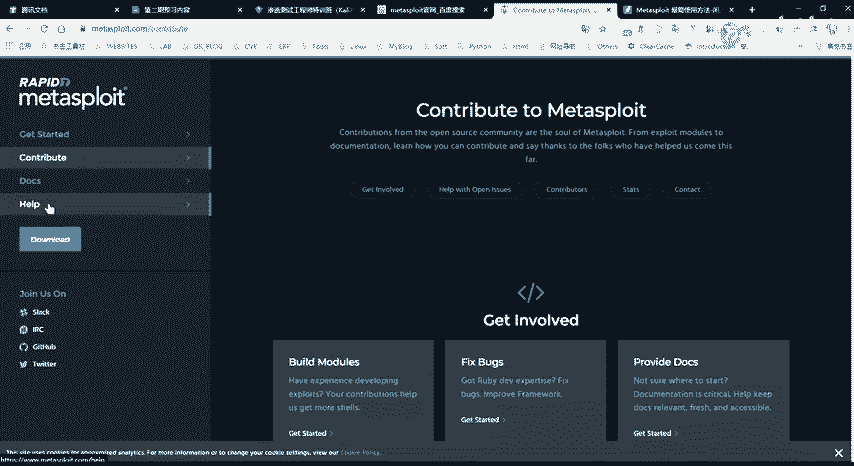 腾讯文档
第二期预习内容
渗透测试工程师特训班 (Kali
metasploit官网_百度搜索
Contribute to Metasploit
Metasploit
metasploit.com
WEBSITES
LAB
MyBlog
Soft
Python
Others
ClearCache
RAPID7
metasploit
Get Started
Contribute
Docs
Help
Download
Join Us On
Slack
IRC
GitHub
Twitter
Contribute to Metasploit
Contributions from the open source community are the soul of Metasploit. From exploit modules to
documentation, learn how you can contribute and say thanks to the folks who have helped us come this
far.
Get Involved
Help with Open Issues
Contributors
Stats
Contact
</>
Get Involved
Build Modules
Have experience developing
exploits? Your contributions help
us get more shells.
Get Started
Fix Bugs
Got Ruby dev expertise? Fix
bugs. Improve Framework.
Get Started
Provide Docs
Not sure where to start?
Documentation is critical. Help keep
docs relevant, fresh, and accessible.
Get Started
This site uses cookies for anonymized analytics. For more information or to change your cookie settings, view our Cookie Policy.
https://www.metasploit.com/help